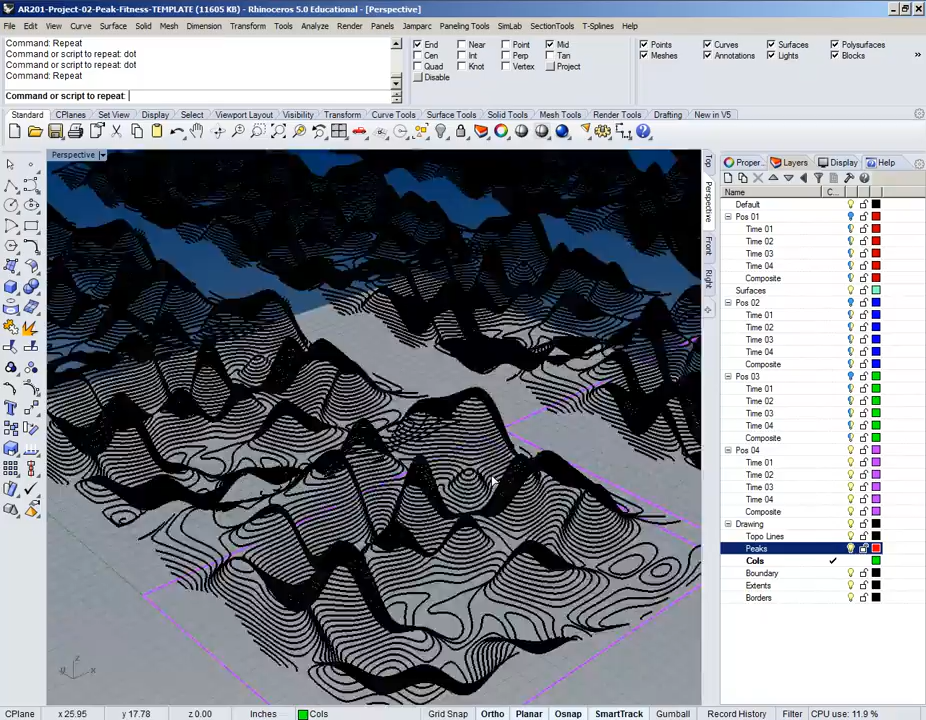 AR201-Project-02-Peak-Fitness-TEMPLATE (11605 KB) - Rhinoceros 5.0 Educational - [Perspective]
File Edit View Curve Surface Solid Mesh Dimension Transform Tools Analyze Render Panels Jamparc Paneling Tools SimLab SectionTools T-Splines Help
Command: Repeat
Command or script to repeat: dot
Command or script to repeat: dot
Command: Repeat
Command or script to repeat:
End Near Point Mid
Cen Int Perp Tan
Quad Knot Vertex Project
Disable
Points Curves Surfaces Polysurfaces
Meshes Annotations Lights Blocks
Standard CPlanes Set View Display Select Viewport Layout Visibility Transform Curve Tools Surface Tools Solid Tools Mesh Tools Render Tools Drafting New in V5
Perspective
Top
Perspective
Front
Right
Proper... Layers Display Help
Name C...
Default
Pos 01
Time 01
Time 02
Time 03
Time 04
Composite
Surfaces
Pos 02
Time 01
Time 02
Time 03
Time 04
Composite
Pos 03
Time 01
Time 02
Time 03
Time 04
Composite
Pos 04
Time 01
Time 02
Time 03
Time 04
Composite
Drawing
Topo Lines
Peaks
Cols
Boundary
Extents
Borders
z
y x
CPlane x 25.95 y 17.78 z 0.00 Inches Cols Grid Snap Ortho Planar Osnap SmartTrack Gumball Record History Filter CPU use: 11.9 %